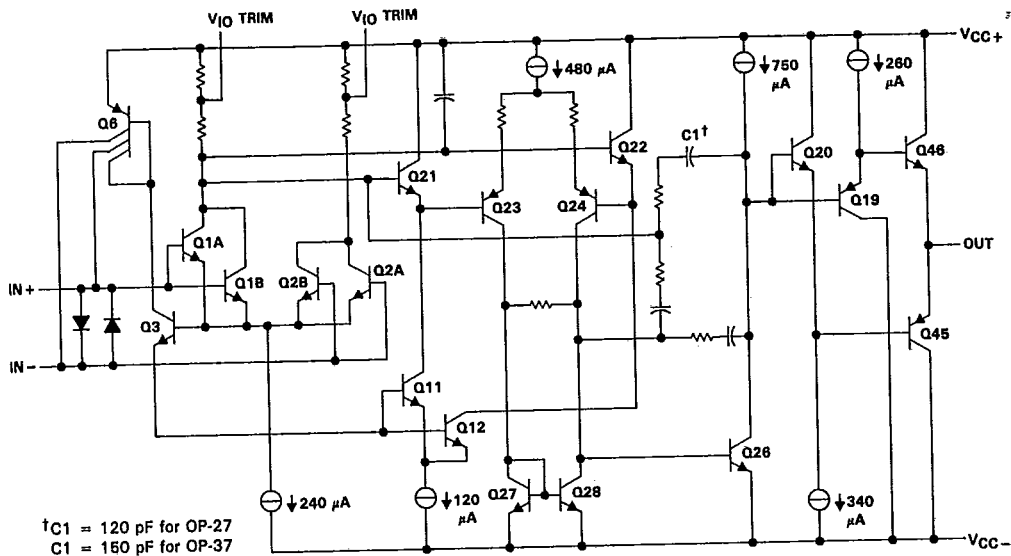 VIO TRIM
VIO TRIM
VCC+
↓480 μA
↓750 μA
↓260 μA
Q6
C1†
Q22
Q20
Q46
Q21
Q23
Q24
Q19
Q1A
OUT
Q1B
Q2B
Q2A
IN+
Q3
Q45
IN−
Q11
Q12
Q26
Q27
Q28
↓240 μA
↓120 μA
↓340 μA
†C1 = 120 pF for OP-27
C1 = 150 pF for OP-37
VCC−